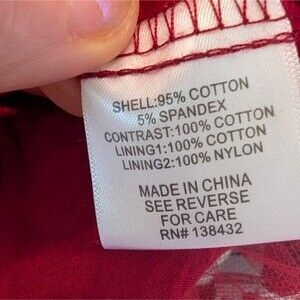 SHELL:95% COTTON
5% SPANDEX
CONTRAST:100% COTTON
LINING1:100% COTTON
LINING2:100% NYLON
MADE IN CHINA
SEE REVERSE
FOR CARE
RN# 138432